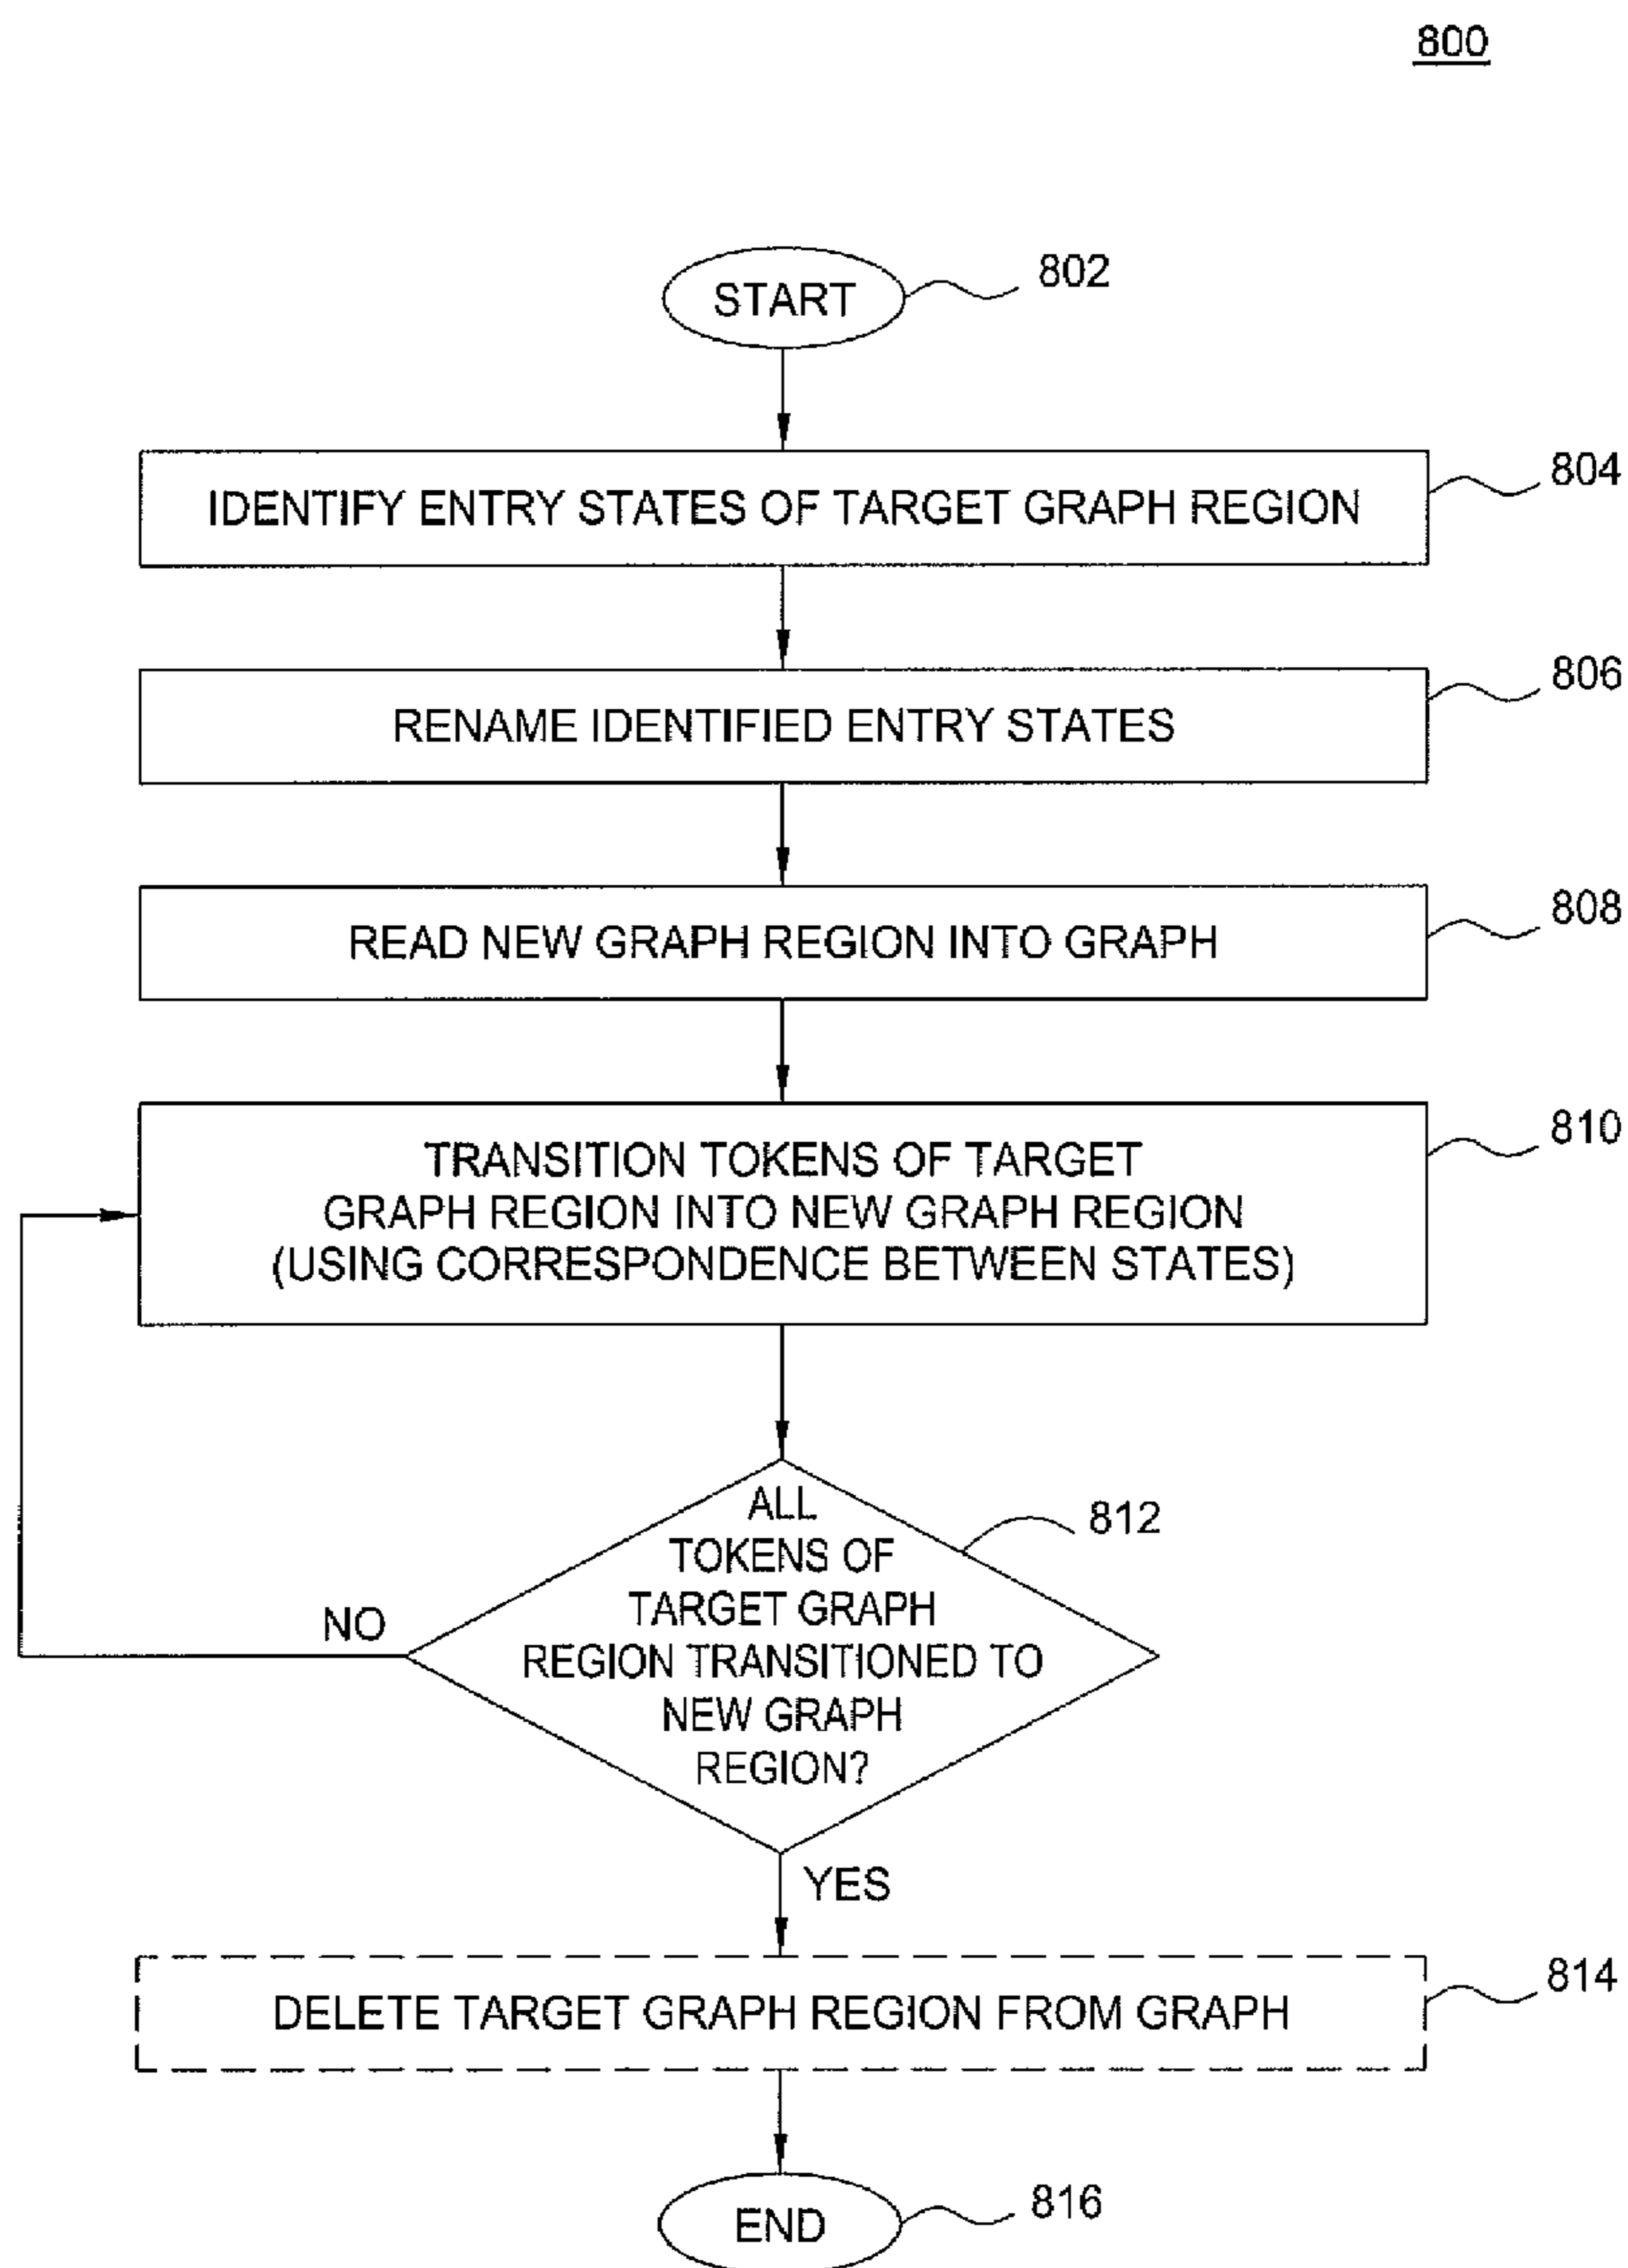 800
START
802
IDENTIFY ENTRY STATES OF TARGET GRAPH REGION
804
RENAME IDENTIFIED ENTRY STATES
806
READ NEW GRAPH REGION INTO GRAPH
808
TRANSITION TOKENS OF TARGET
GRAPH REGION INTO NEW GRAPH REGION
(USING CORRESPONDENCE BETWEEN STATES)
810
ALL
TOKENS OF
TARGET GRAPH
REGION TRANSITIONED TO
NEW GRAPH
REGION?
812
NO
YES
DELETE TARGET GRAPH REGION FROM GRAPH
814
END
816